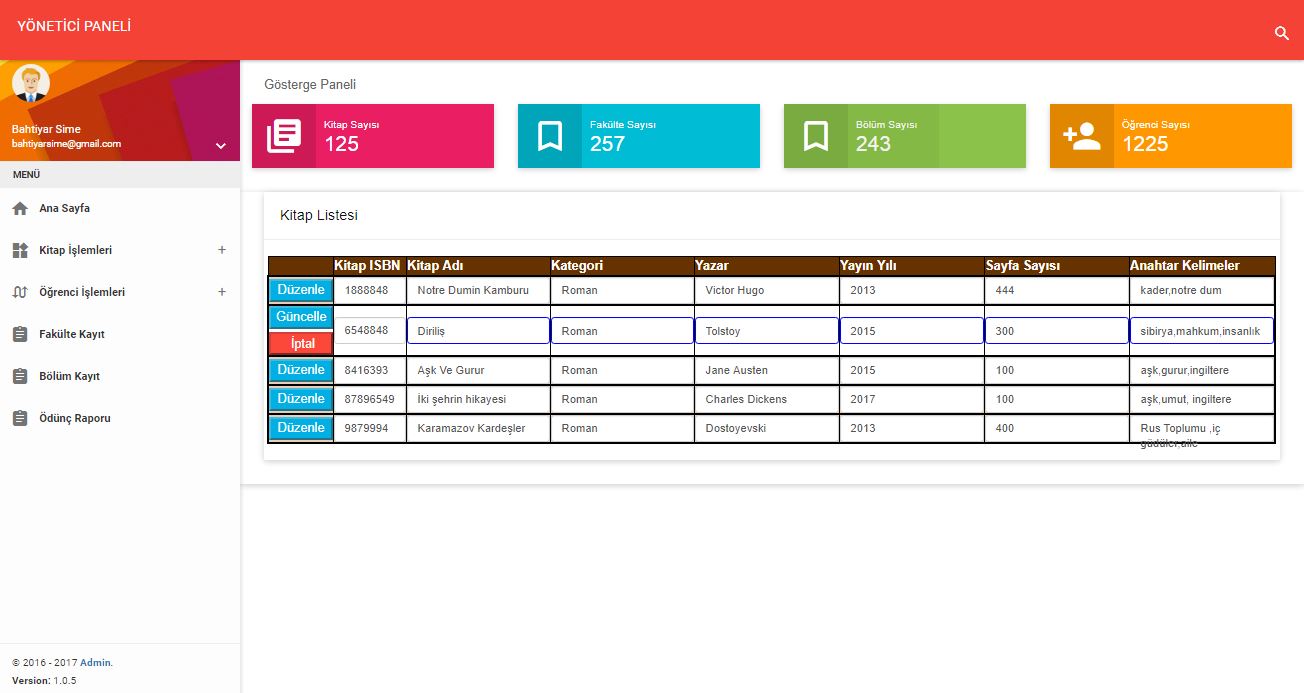 YÖNETİCİ PANELİ
Bahtiyar Sime
bahtiyarsime@gmail.com
MENÜ
Ana Sayfa
Kitap İşlemleri +
Öğrenci İşlemleri +
Fakülte Kayıt
Bölüm Kayıt
Ödünç Raporu
© 2016 - 2017 Admin.
Version: 1.0.5
Gösterge Paneli
Kitap Sayısı
125
Fakülte Sayısı
257
Bölüm Sayısı
243
Öğrenci Sayısı
1225
Kitap Listesi
Kitap ISBN Kitap Adı Kategori Yazar Yayın Yılı Sayfa Sayısı Anahtar Kelimeler
Düzenle 1888848 Notre Dumin Kamburu Roman Victor Hugo 2013 444 kader,notre dum
Güncelle
6548848 Diriliş Roman Tolstoy 2015 300 sibirya,mahkum,insanlık
İptal
Düzenle 8416393 Aşk Ve Gurur Roman Jane Austen 2015 100 aşk,gurur,ingiltere
Düzenle 87896549 İki şehrin hikayesi Roman Charles Dickens 2017 100 aşk,umut, ingiltere
Düzenle 9879994 Karamazov Kardeşler Roman Dostoyevski 2013 400 Rus Toplumu ,iç
güdüler,aile